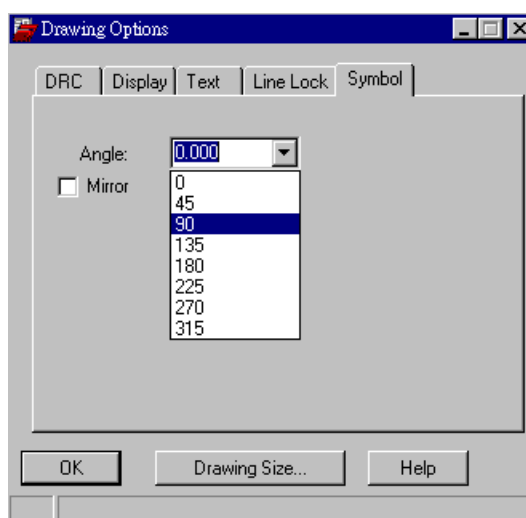 Drawing Options
DRC Display Text Line Lock Symbol
Angle: 0.000
Mirror
0
45
90
135
180
225
270
315
OK Drawing Size... Help